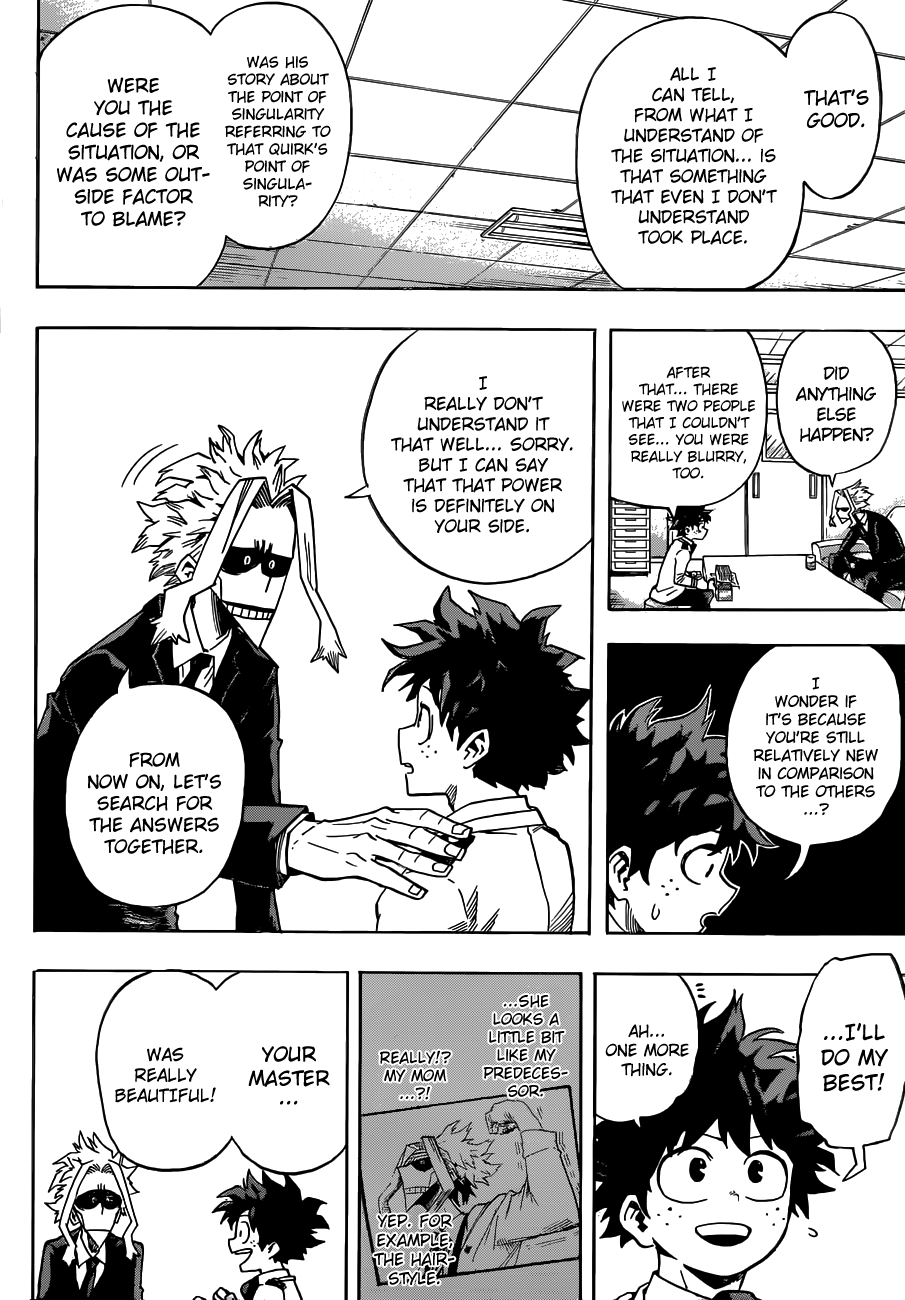 THAT'S
GOOD.
ALL I
CAN TELL,
FROM WHAT I
UNDERSTAND OF
THE SITUATION... IS
THAT SOMETHING
THAT EVEN I DON'T
UNDERSTAND
TOOK PLACE.
WAS HIS
STORY ABOUT
THE POINT OF
SINGULARITY
REFERRING TO
THAT QUIRK'S
POINT OF
SINGULA-
RITY?
WERE
YOU THE
CAUSE OF THE
SITUATION, OR
WAS SOME OUT-
SIDE FACTOR
TO BLAME?
DID
ANYTHING
ELSE
HAPPEN?
AFTER
THAT... THERE
WERE TWO PEOPLE
THAT I COULDN'T
SEE... YOU WERE
REALLY BLURRY,
TOO.
I
WONDER IF
IT'S BECAUSE
YOU'RE STILL
RELATIVELY NEW
IN COMPARISON
TO THE OTHERS
...?
I
REALLY DON'T
UNDERSTAND IT
THAT WELL... SORRY.
BUT I CAN SAY
THAT THAT POWER
IS DEFINITELY ON
YOUR SIDE.
FROM
NOW ON, LET'S
SEARCH FOR
THE ANSWERS
TOGETHER.
...I'LL
DO MY
BEST!
AH...
ONE MORE
THING.
...SHE
LOOKS A
LITTLE BIT
LIKE MY
PREDECES-
SOR.
REALLY!?
MY MOM
...?!
YEP. FOR
EXAMPLE,
THE HAIR-
STYLE.
YOUR
MASTER
...
WAS
REALLY
BEAUTIFUL!